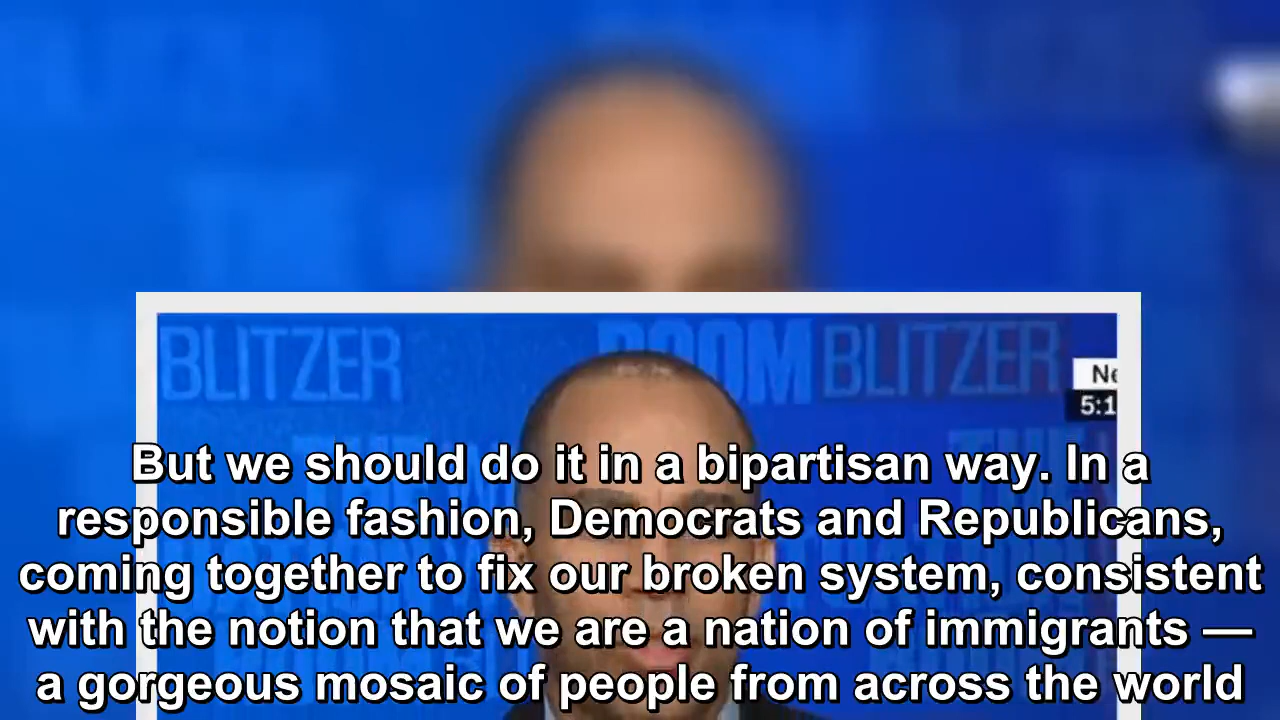 BLITZER
ROOM BLITZER
Ne
5:1
But we should do it in a bipartisan way. In a
responsible fashion, Democrats and Republicans,
coming together to fix our broken system, consistent
with the notion that we are a nation of immigrants —
a gorgeous mosaic of people from across the world